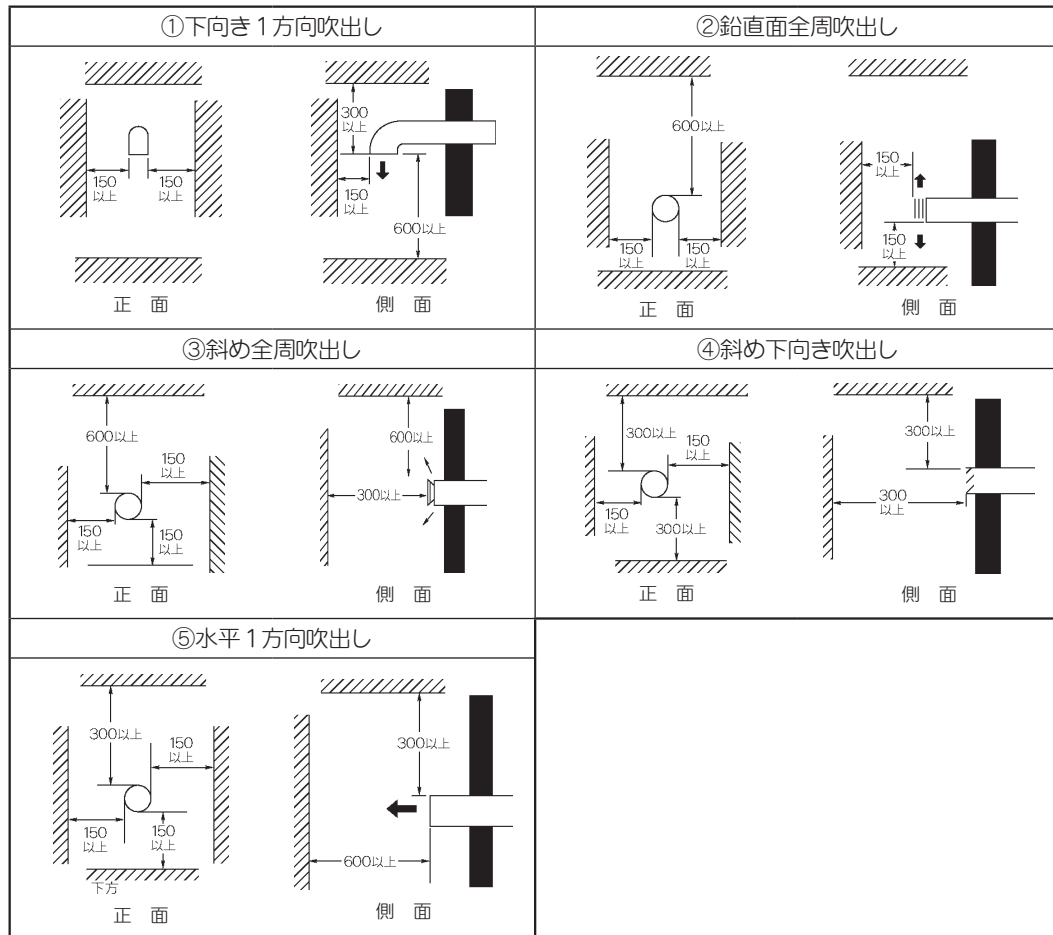 ①下向き１方向吹出し
300
以上
150
以上
150
以上
150
以上
600以上
正　面
側　面
②鉛直面全周吹出し
600以上
150
以上
150
以上
150
以上
150
以上
正　面
側　面
③斜め全周吹出し
600以上
150
以上
150
以上
150
以上
600以上
300以上
正　面
側　面
④斜め下向き吹出し
300以上
150
以上
150
以上
300以上
300以上
300
以上
正　面
側　面
⑤水平１方向吹出し
300以上
150
以上
150
以上
150
以上
下方
300以上
600以上
正　面
側　面